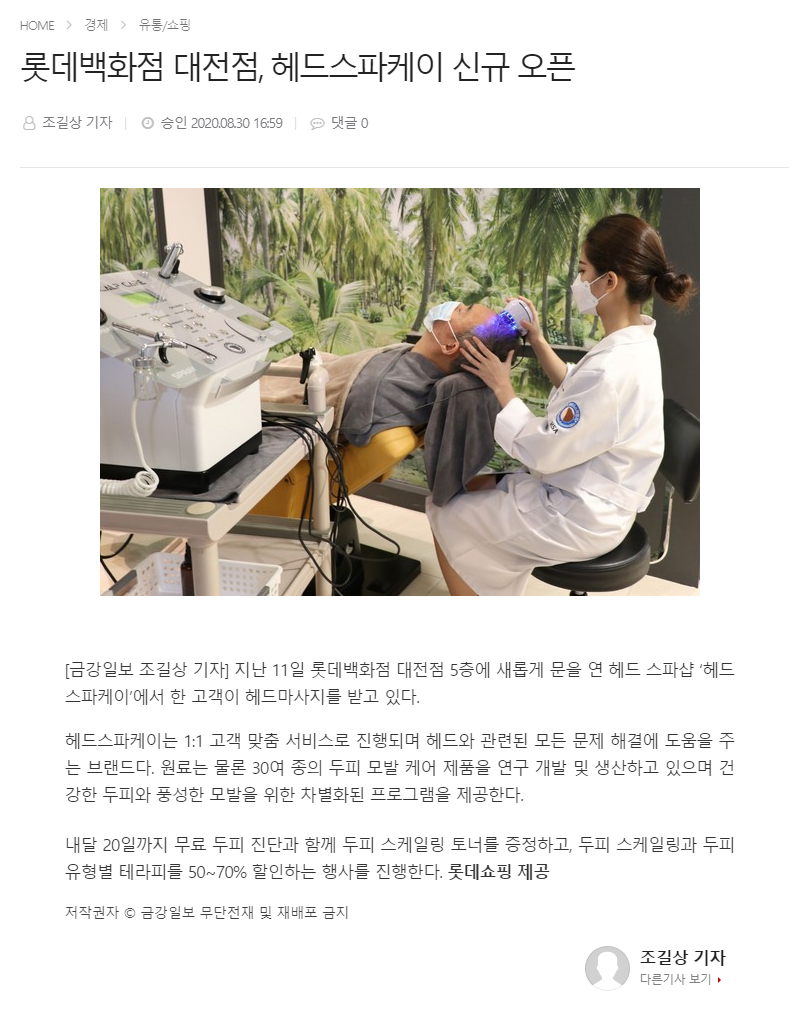 HOME > 경제 > 유통/쇼핑
롯데백화점 대전점, 헤드스파케이 신규 오픈
조길상 기자 | 승인 2020.08.30 16:59 | 댓글 0
[금강일보 조길상 기자] 지난 11일 롯데백화점 대전점 5층에 새롭게 문을 연 헤드 스파샵 '헤드
스파케이'에서 한 고객이 헤드마사지를 받고 있다.
헤드스파케이는 1:1 고객 맞춤 서비스로 진행되며 헤드와 관련된 모든 문제 해결에 도움을 주
는 브랜드다. 원료는 물론 30여 종의 두피 모발 케어 제품을 연구 개발 및 생산하고 있으며 건
강한 두피와 풍성한 모발을 위한 차별화된 프로그램을 제공한다.
내달 20일까지 무료 두피 진단과 함께 두피 스케일링 토너를 증정하고, 두피 스케일링과 두피
유형별 테라피를 50~70% 할인하는 행사를 진행한다. 롯데쇼핑 제공
저작권자 © 금강일보 무단전재 및 재배포 금지
조길상 기자
다른기사 보기